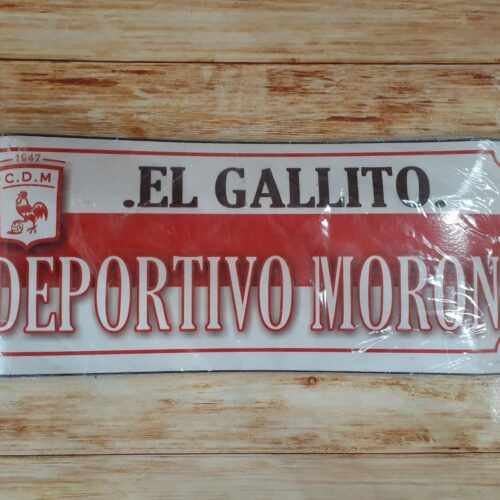 1947
C.D.M
.EL GALLITO.
DEPORTIVO MORON